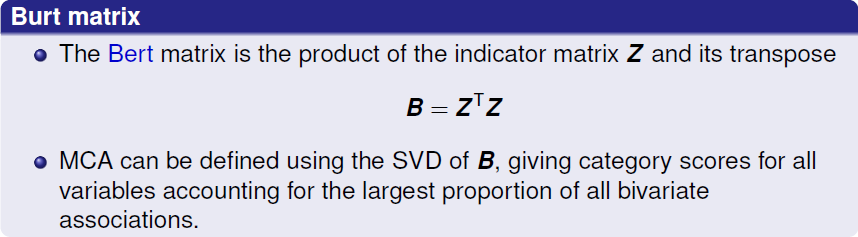 Burt matrix
The Bert matrix is the product of the indicator matrix Z and its transpose
B = ZᵀZ
MCA can be defined using the SVD of B, giving category scores for all
variables accounting for the largest proportion of all bivariate
associations.